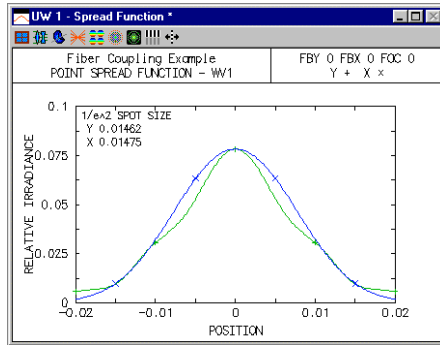 UW 1 - Spread Function *
Fiber Coupling Example
POINT SPREAD FUNCTION - WV1
FBY 0 FBX 0 FOC 0
Y + X ×
1/e^2 SPOT SIZE
Y 0.01462
X 0.01475
RELATIVE IRRADIANCE
0.1
0.075
0.05
0.025
0
-0.02
-0.01
0
0.01
0.02
POSITION